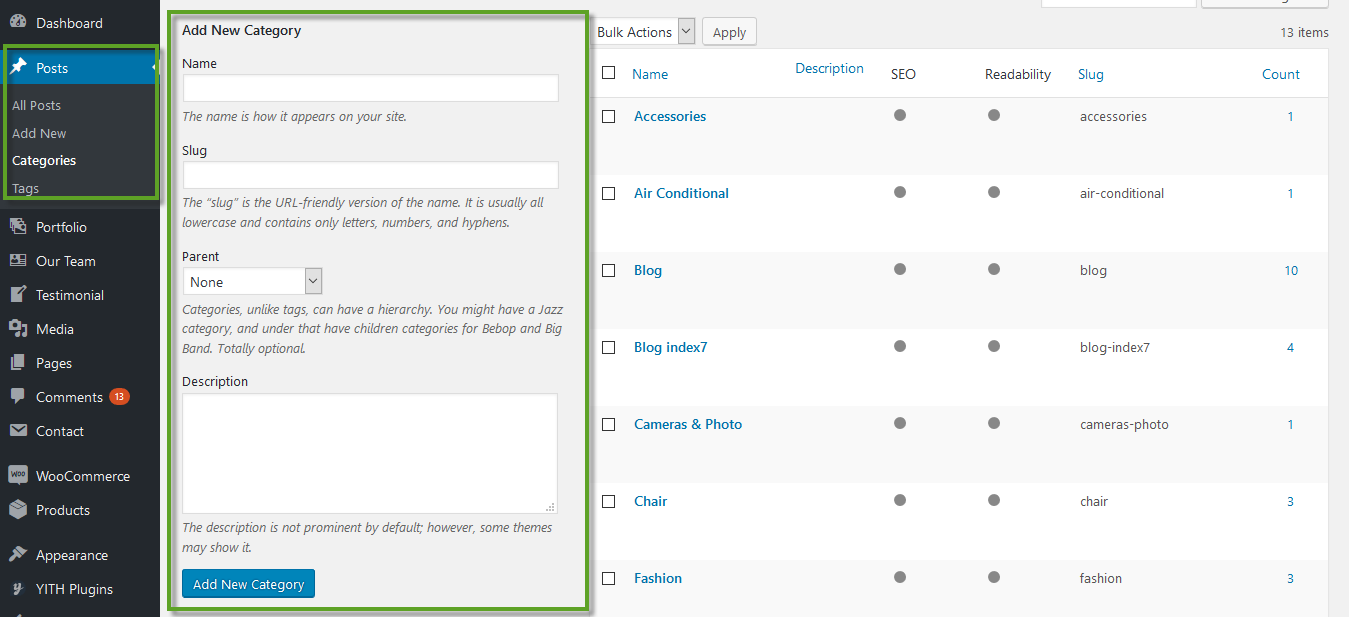 Dashboard
Posts
All Posts
Add New
Categories
Tags
Portfolio
Our Team
Testimonial
Media
Pages
Comments 13
Contact
WOO WooCommerce
Products
Appearance
YITH Plugins
Add New Category
Name
The name is how it appears on your site.
Slug
The “slug” is the URL-friendly version of the name. It is usually all
lowercase and contains only letters, numbers, and hyphens.
Parent
None
Categories, unlike tags, can have a hierarchy. You might have a Jazz
category, and under that have children categories for Bebop and Big
Band. Totally optional.
Description
The description is not prominent by default; however, some themes
may show it.
Add New Category
Bulk Actions Apply 13 items
Name Description SEO Readability Slug Count
Accessories accessories 1
Air Conditional air-conditional 1
Blog blog 10
Blog index7 blog-index7 4
Cameras & Photo cameras-photo 1
Chair chair 3
Fashion fashion 3